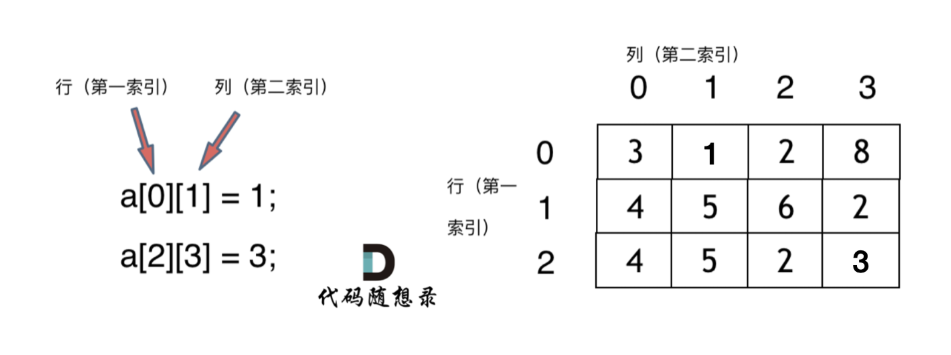 行（第一索引） 列（第二索引）
a[0][1] = 1;
a[2][3] = 3;
代码随想录
列（第二索引）
0 1 2 3
行（第一
索引）
0 3 1 2 8
1 4 5 6 2
2 4 5 2 3